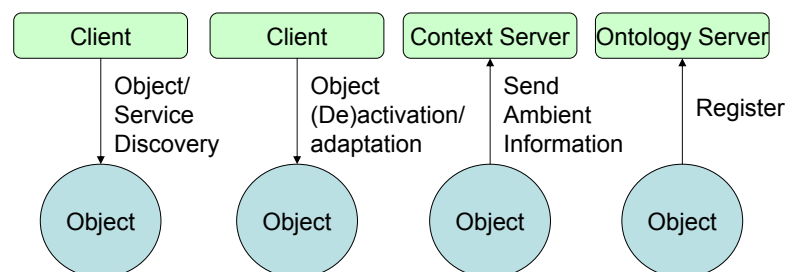 Client
Client
Context Server
Ontology Server
Object/
Service
Discovery
Object
(De)activation/
adaptation
Send
Ambient
Information
Register
Object
Object
Object
Object